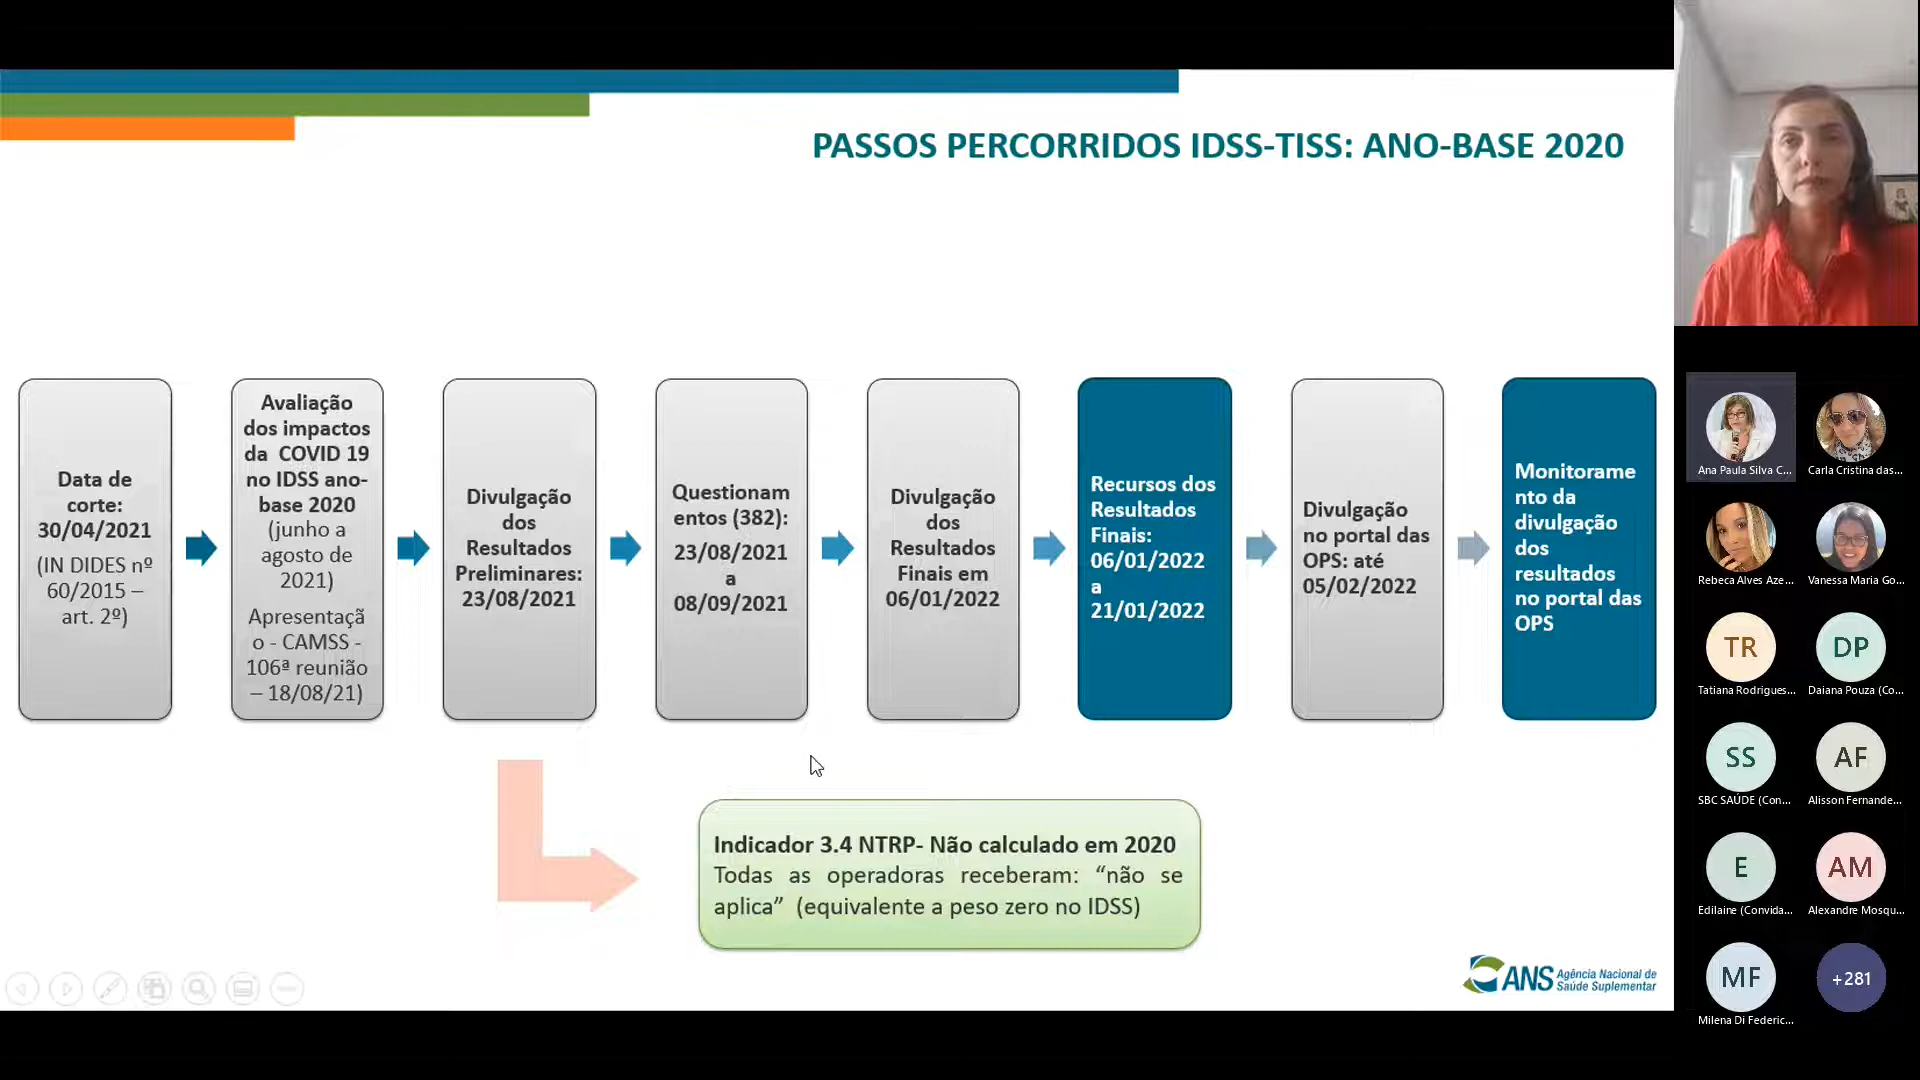 PASSOS PERCORRIDOS IDSS-TISS: ANO-BASE 2020
Data de
corte:
30/04/2021
(IN DIDES nº
60/2015 –
art. 2º)
Avaliação
dos impactos
da COVID 19
no IDSS ano-
base 2020
(junho a
agosto de
2021)
Apresentaçã
o - CAMSS -
106ª reunião
– 18/08/21)
Divulgação
dos
Resultados
Preliminares:
23/08/2021
Questionam
entos (382):
23/08/2021
a
08/09/2021
Divulgação
dos
Resultados
Finais em
06/01/2022
Recursos dos
Resultados
Finais:
06/01/2022
a
21/01/2022
Divulgação
no portal das
OPS: até
05/02/2022
Monitorame
nto da
divulgação
dos
resultados
no portal das
OPS
Indicador 3.4 NTRP- Não calculado em 2020
Todas as operadoras receberam: “não se
aplica” (equivalente a peso zero no IDSS)
ANS Agência Nacional de
Saúde Suplementar
Ana Paula Silva C...
Carla Cristina das...
Rebeca Alves Aze...
Vanessa Maria Go...
TR
DP
Tatiana Rodrigues...
Daiana Pouza (Co...
SS
AF
SBC SAÚDE (Con...
Alisson Fernande...
E
AM
Edilaine (Convida...
Alexandre Mosqu...
MF
+281
Milena Di Federic...